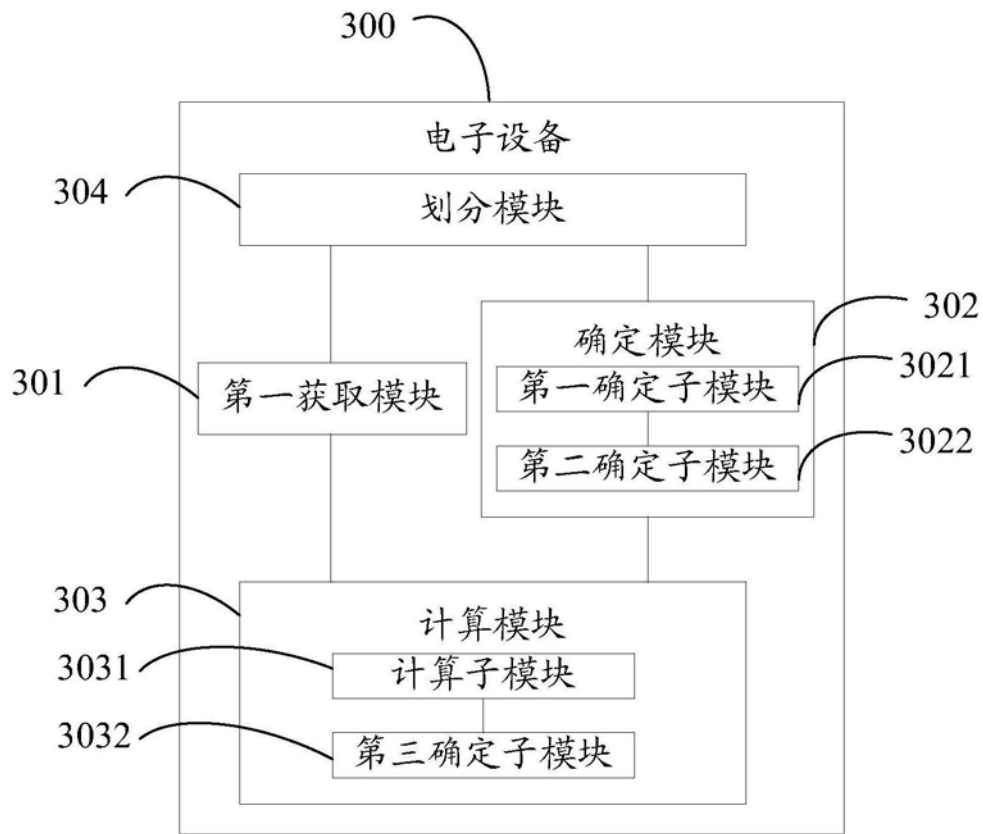 300
电子设备
304
划分模块
302
确定模块
301
第一获取模块
第一确定子模块
3021
第二确定子模块
3022
303
计算模块
3031
计算子模块
3032
第三确定子模块